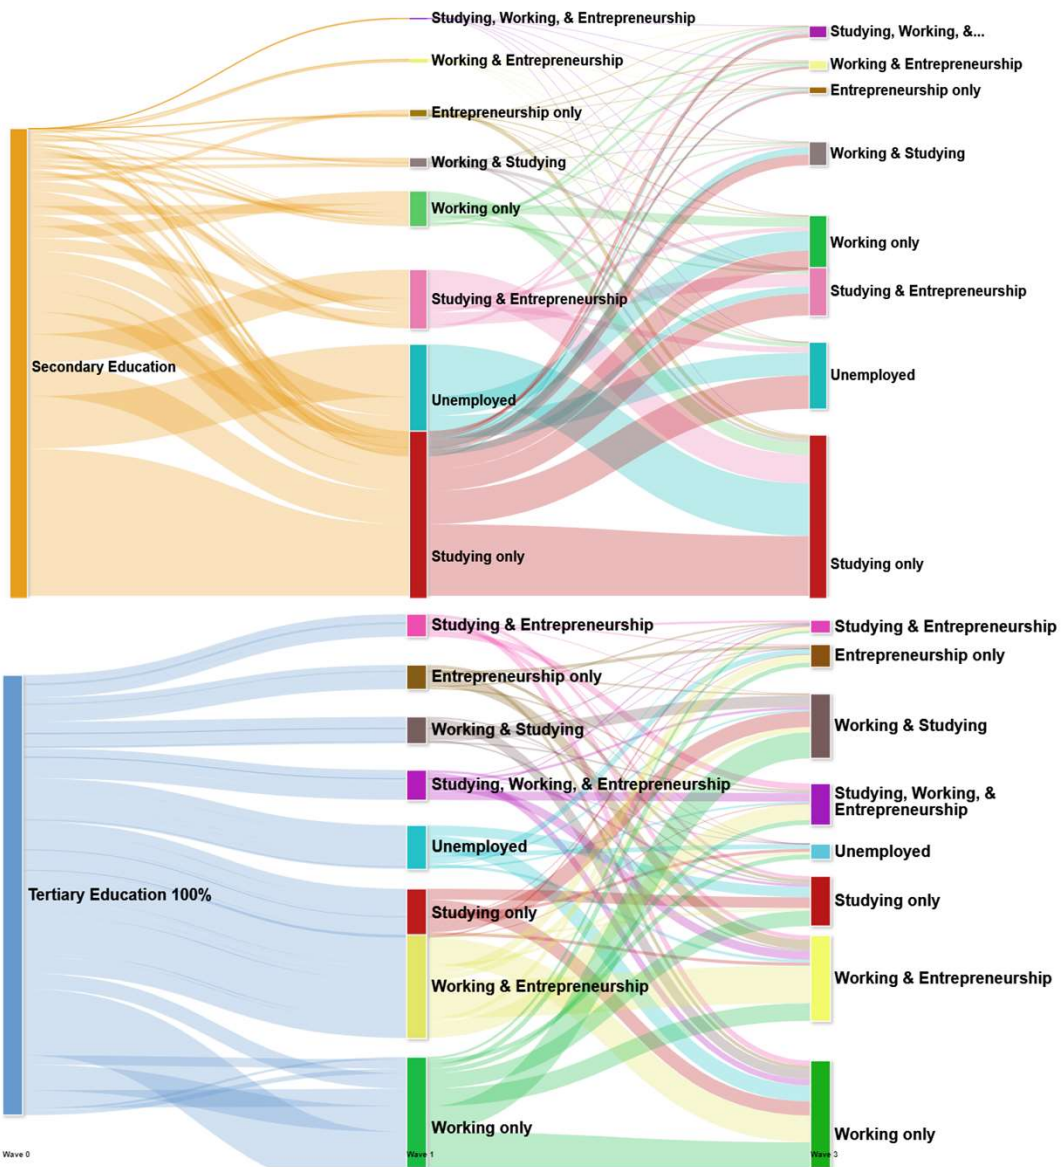 Studying, Working, & Entrepreneurship
Working & Entrepreneurship
Entrepreneurship only
Working & Studying
Working only
Studying & Entrepreneurship
Secondary Education
Unemployed
Studying only
Studying, Working, &...
Working & Entrepreneurship
Entrepreneurship only
Working & Studying
Working only
Studying & Entrepreneurship
Unemployed
Studying only
Studying & Entrepreneurship
Entrepreneurship only
Working & Studying
Studying, Working, & Entrepreneurship
Unemployed
Tertiary Education 100%
Studying only
Working & Entrepreneurship
Working only
Studying & Entrepreneurship
Entrepreneurship only
Working & Studying
Studying, Working, &
Entrepreneurship
Unemployed
Studying only
Working & Entrepreneurship
Working only
Wave 0
Wave 1
Wave 3